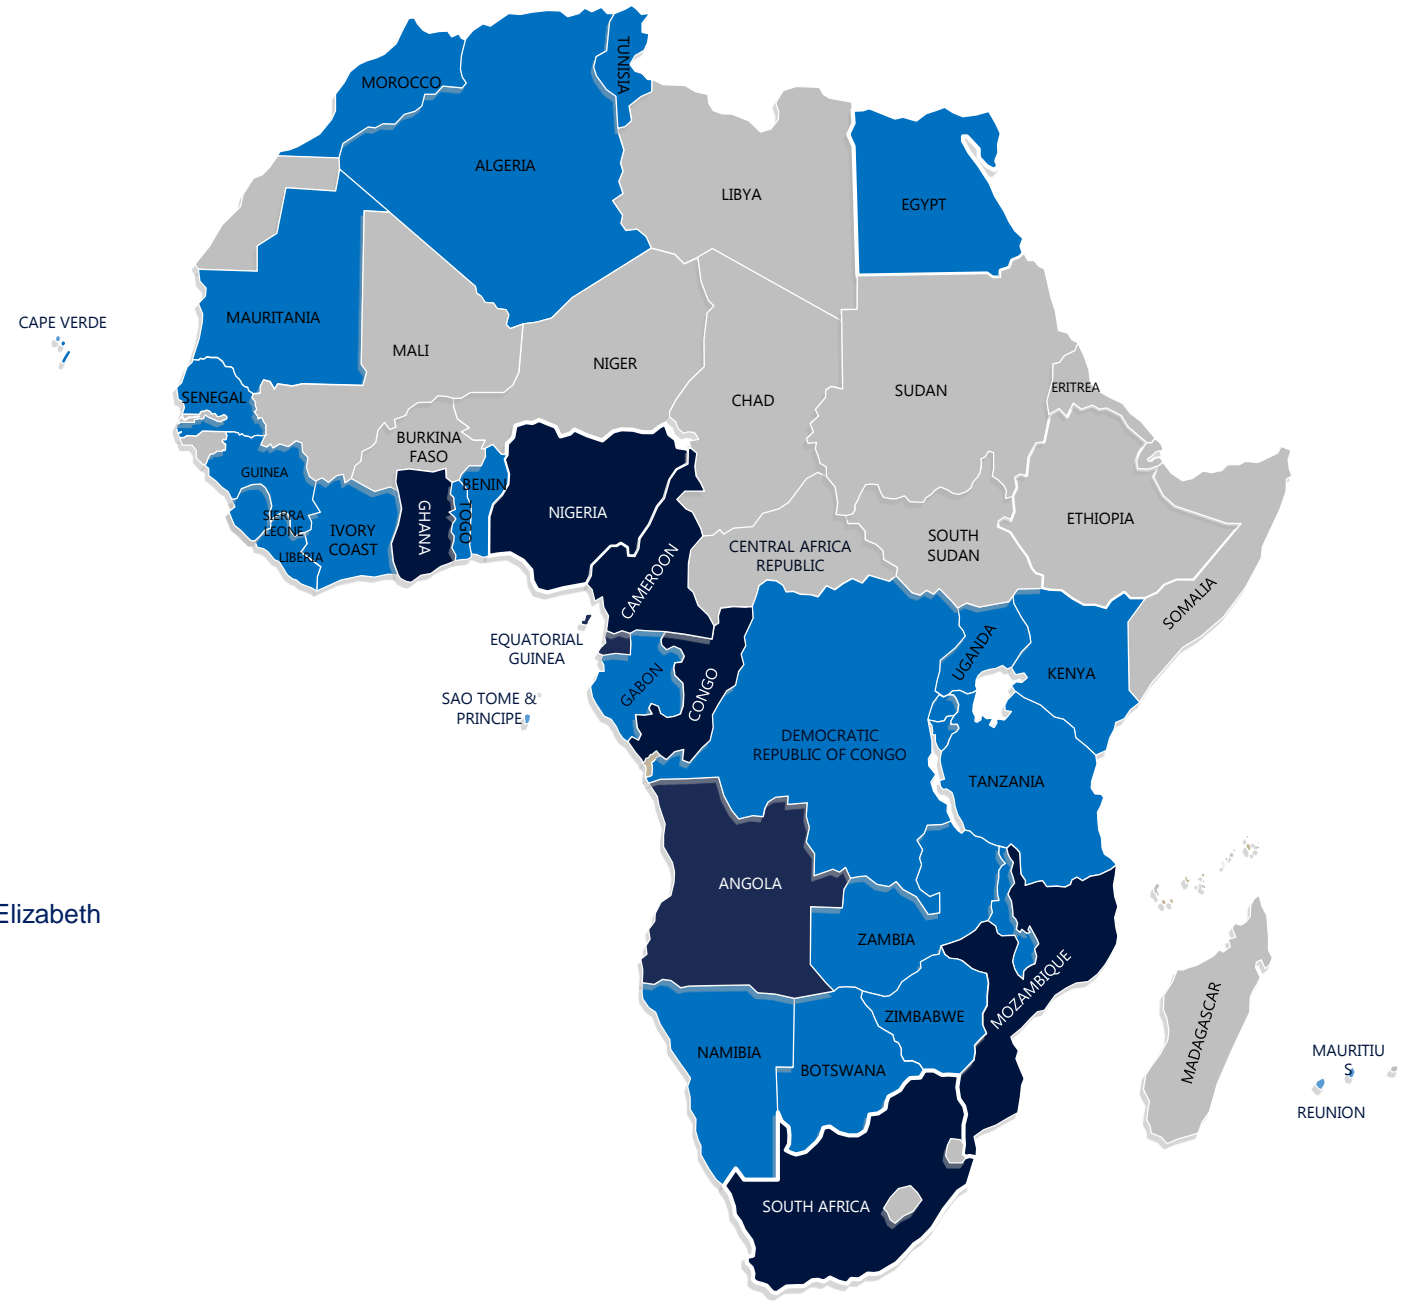 TUNISIA
MOROCCO
ALGERIA
LIBYA
EGYPT
CAPE VERDE
MAURITANIA
MALI
NIGER
CHAD
SUDAN
ERITREA
SENEGAL
BURKINA
FASO
GUINEA
BENIN
TOGO
GHANA
NIGERIA
SIERRA
LEONE
IVORY
COAST
LIBERIA
ETHIOPIA
SOUTH
SUDAN
CENTRAL AFRICA
REPUBLIC
CAMEROON
SOMALIA
EQUATORIAL
GUINEA
UGANDA
KENYA
GABON
CONGO
SAO TOME &
PRINCIPE
DEMOCRATIC
REPUBLIC OF CONGO
TANZANIA
ANGOLA
Elizabeth
ZAMBIA
MOZAMBIQUE
ZIMBABWE
MADAGASCAR
NAMIBIA
BOTSWANA
MAURITIU
S
REUNION
SOUTH AFRICA